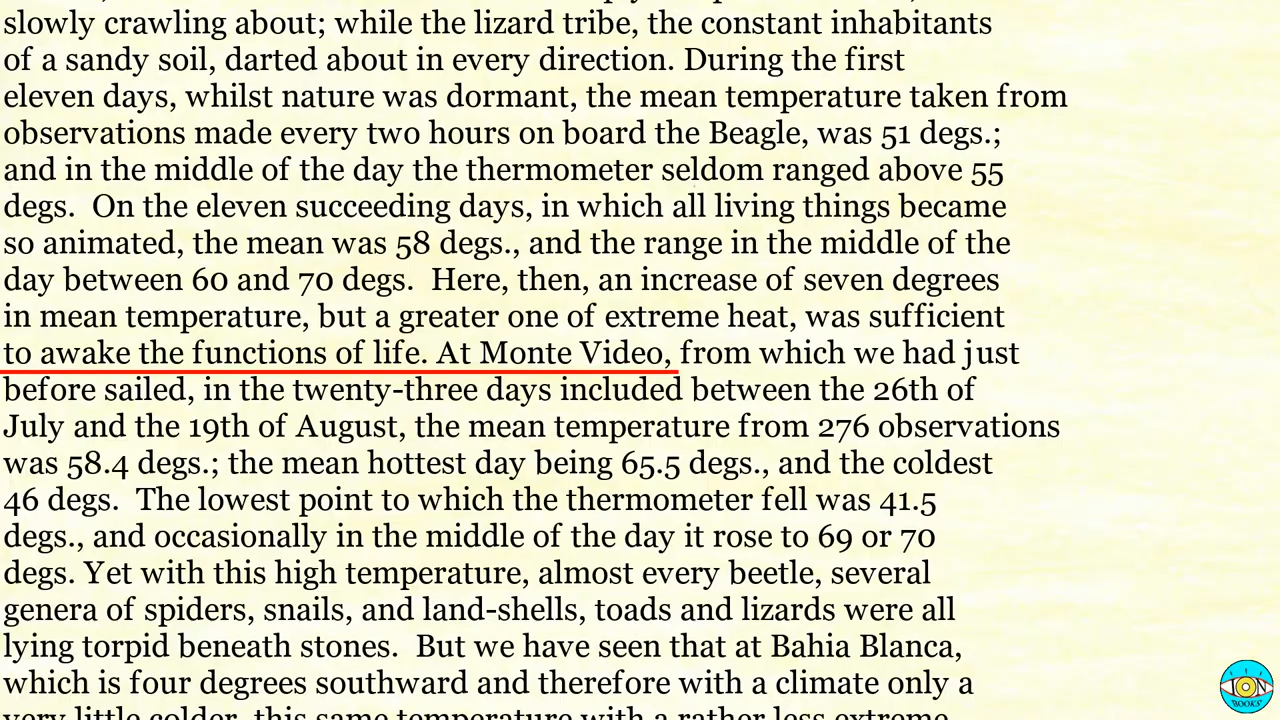 slowly crawling about; while the lizard tribe, the constant inhabitants
of a sandy soil, darted about in every direction. During the first
eleven days, whilst nature was dormant, the mean temperature taken from
observations made every two hours on board the Beagle, was 51 degs.;
and in the middle of the day the thermometer seldom ranged above 55
degs.  On the eleven succeeding days, in which all living things became
so animated, the mean was 58 degs., and the range in the middle of the
day between 60 and 70 degs.  Here, then, an increase of seven degrees
in mean temperature, but a greater one of extreme heat, was sufficient
to awake the functions of life. At Monte Video, from which we had just
before sailed, in the twenty-three days included between the 26th of
July and the 19th of August, the mean temperature from 276 observations
was 58.4 degs.; the mean hottest day being 65.5 degs., and the coldest
46 degs.  The lowest point to which the thermometer fell was 41.5
degs., and occasionally in the middle of the day it rose to 69 or 70
degs. Yet with this high temperature, almost every beetle, several
genera of spiders, snails, and land-shells, toads and lizards were all
lying torpid beneath stones.  But we have seen that at Bahia Blanca,
which is four degrees southward and therefore with a climate only a
very little colder, this same temperature with a rather less extreme
ION
BOOKS